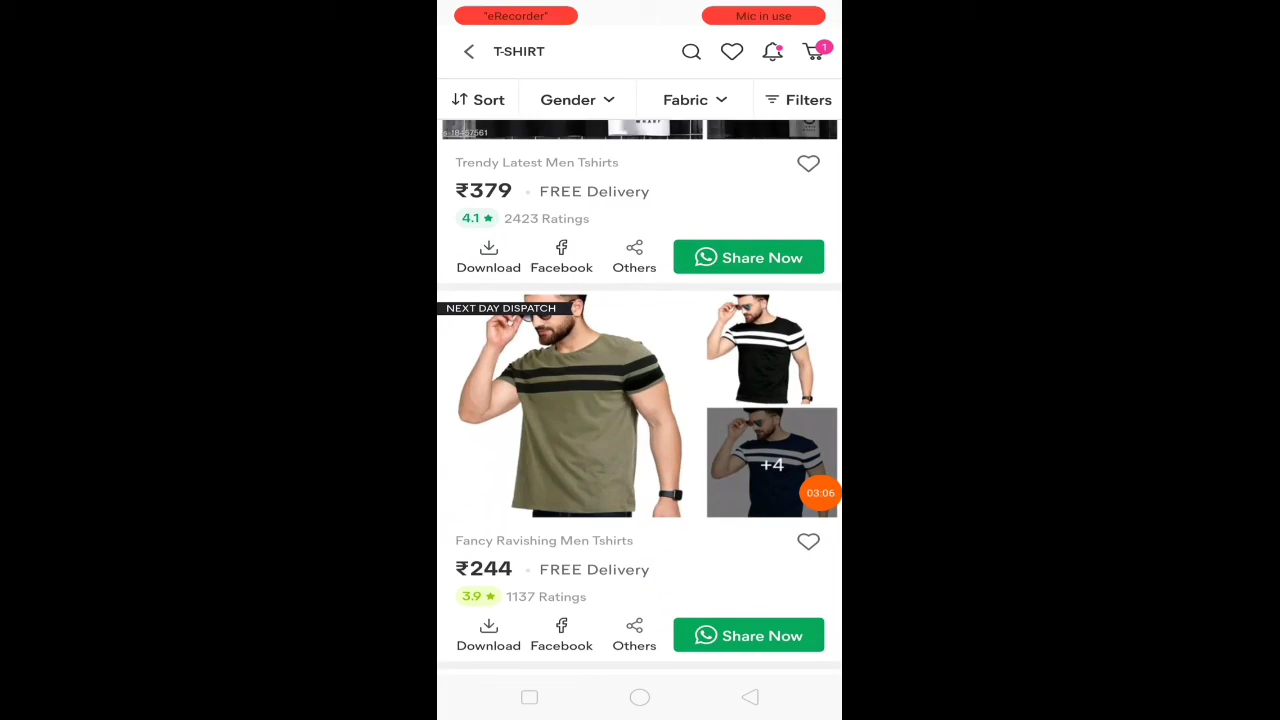 "eRecorder" Mic in use
T-SHIRT 1
Sort Gender Fabric Filters
s-18457561
Trendy Latest Men Tshirts
₹379 FREE Delivery
4.1 ★ 2423 Ratings
Download Facebook Others Share Now
NEXT DAY DISPATCH
+4
03:06
Fancy Ravishing Men Tshirts
₹244 FREE Delivery
3.9 ★ 1137 Ratings
Download Facebook Others Share Now